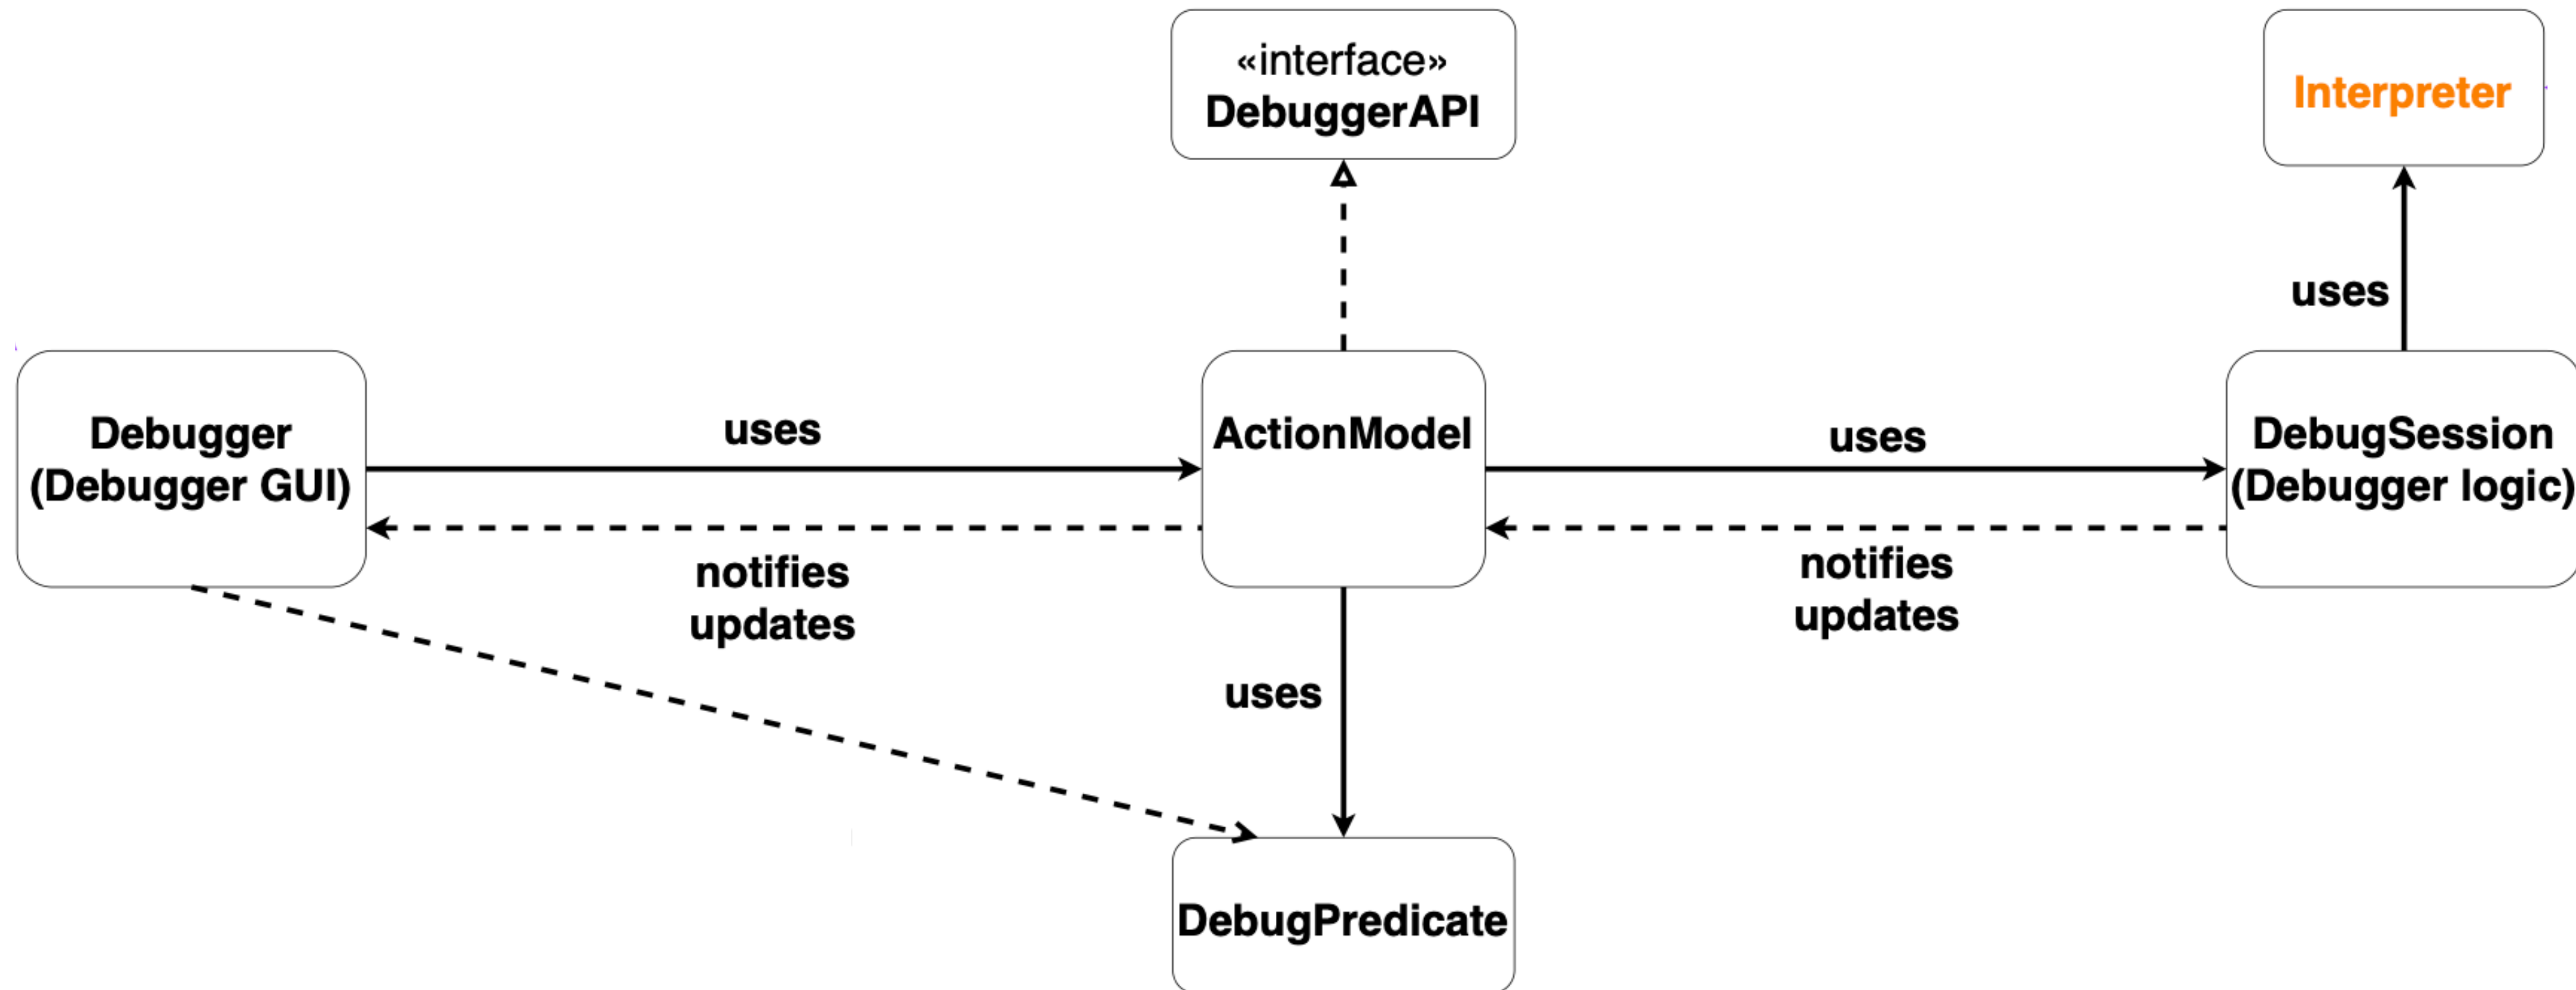 «interface»
DebuggerAPI
Interpreter
uses
Debugger
(Debugger GUI)
uses
ActionModel
uses
DebugSession
(Debugger logic)
notifies
updates
notifies
updates
uses
DebugPredicate